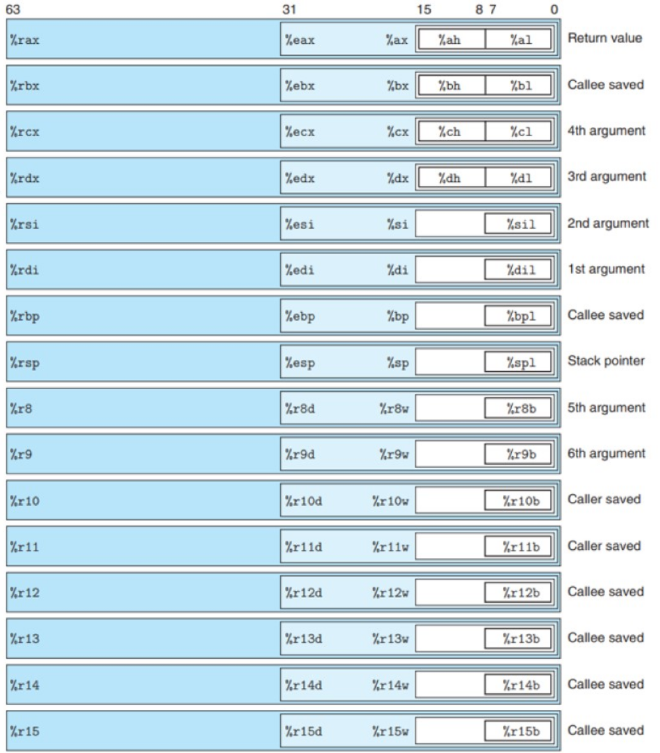 63 31 15 8 7 0
%rax %eax %ax %ah %al Return value
%rbx %ebx %bx %bh %bl Callee saved
%rcx %ecx %cx %ch %cl 4th argument
%rdx %edx %dx %dh %dl 3rd argument
%rsi %esi %si %sil 2nd argument
%rdi %edi %di %dil 1st argument
%rbp %ebp %bp %bpl Callee saved
%rsp %esp %sp %spl Stack pointer
%r8 %r8d %r8w %r8b 5th argument
%r9 %r9d %r9w %r9b 6th argument
%r10 %r10d %r10w %r10b Caller saved
%r11 %r11d %r11w %r11b Caller saved
%r12 %r12d %r12w %r12b Callee saved
%r13 %r13d %r13w %r13b Callee saved
%r14 %r14d %r14w %r14b Callee saved
%r15 %r15d %r15w %r15b Callee saved